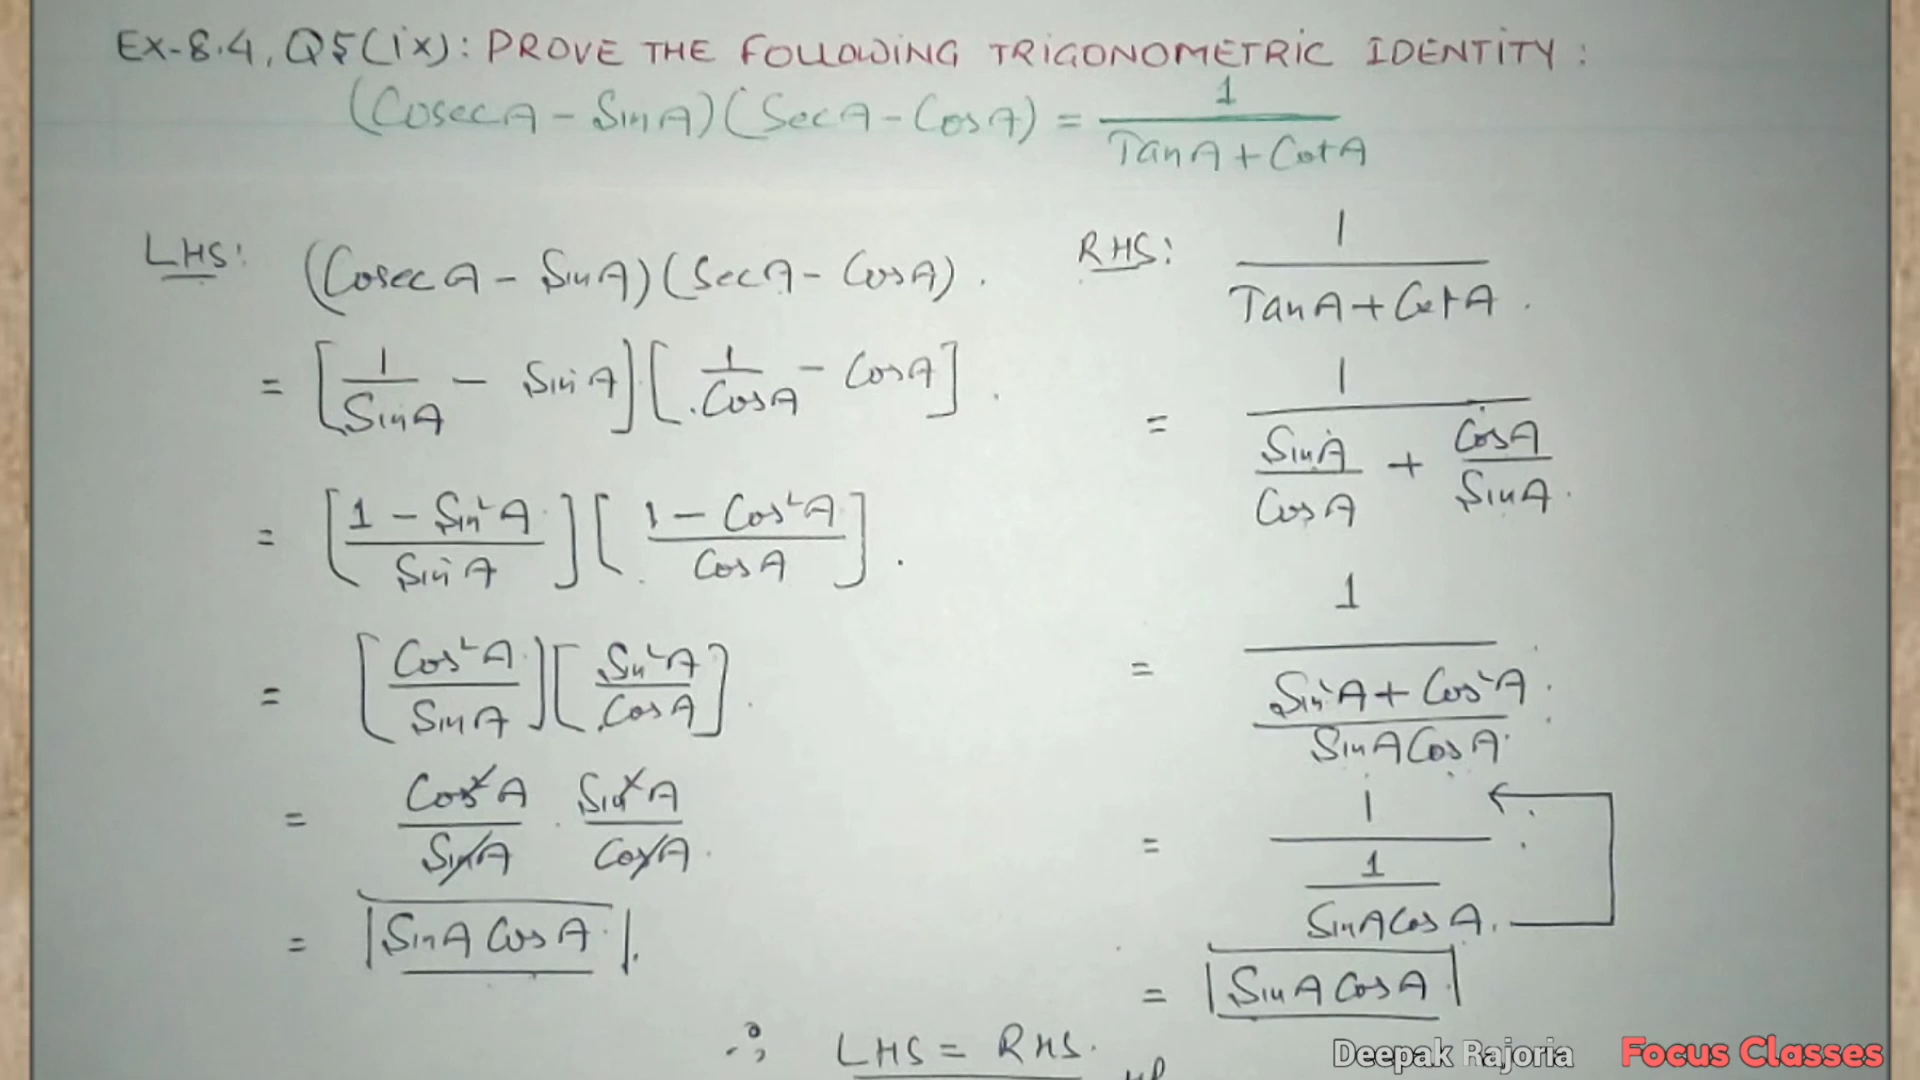 EX-8.4, Q5(ix): PROVE THE FOLLOWING TRIGONOMETRIC IDENTITY:
(CosecA - SinA)(SecA - CosA) = 1/(TanA + CotA)
LHS: (CosecA - SinA)(SecA - CosA).
= [1/SinA - SinA][1/CosA - CosA].
= [(1 - Sin²A)/SinA][(1 - Cos²A)/CosA].
= [Cos²A/SinA][Sin²A/CosA].
= Cos²A/SinA . Sin²A/CosA.
= SinA CosA.
RHS: 1/(TanA + CotA).
= 1/(SinA/CosA + CosA/SinA).
= 1/((Sin²A + Cos²A)/(SinA CosA))
= 1/(1/(SinA CosA))
= SinA CosA
∴ LHS = RHS.
HP
Deepak Rajoria Focus Classes